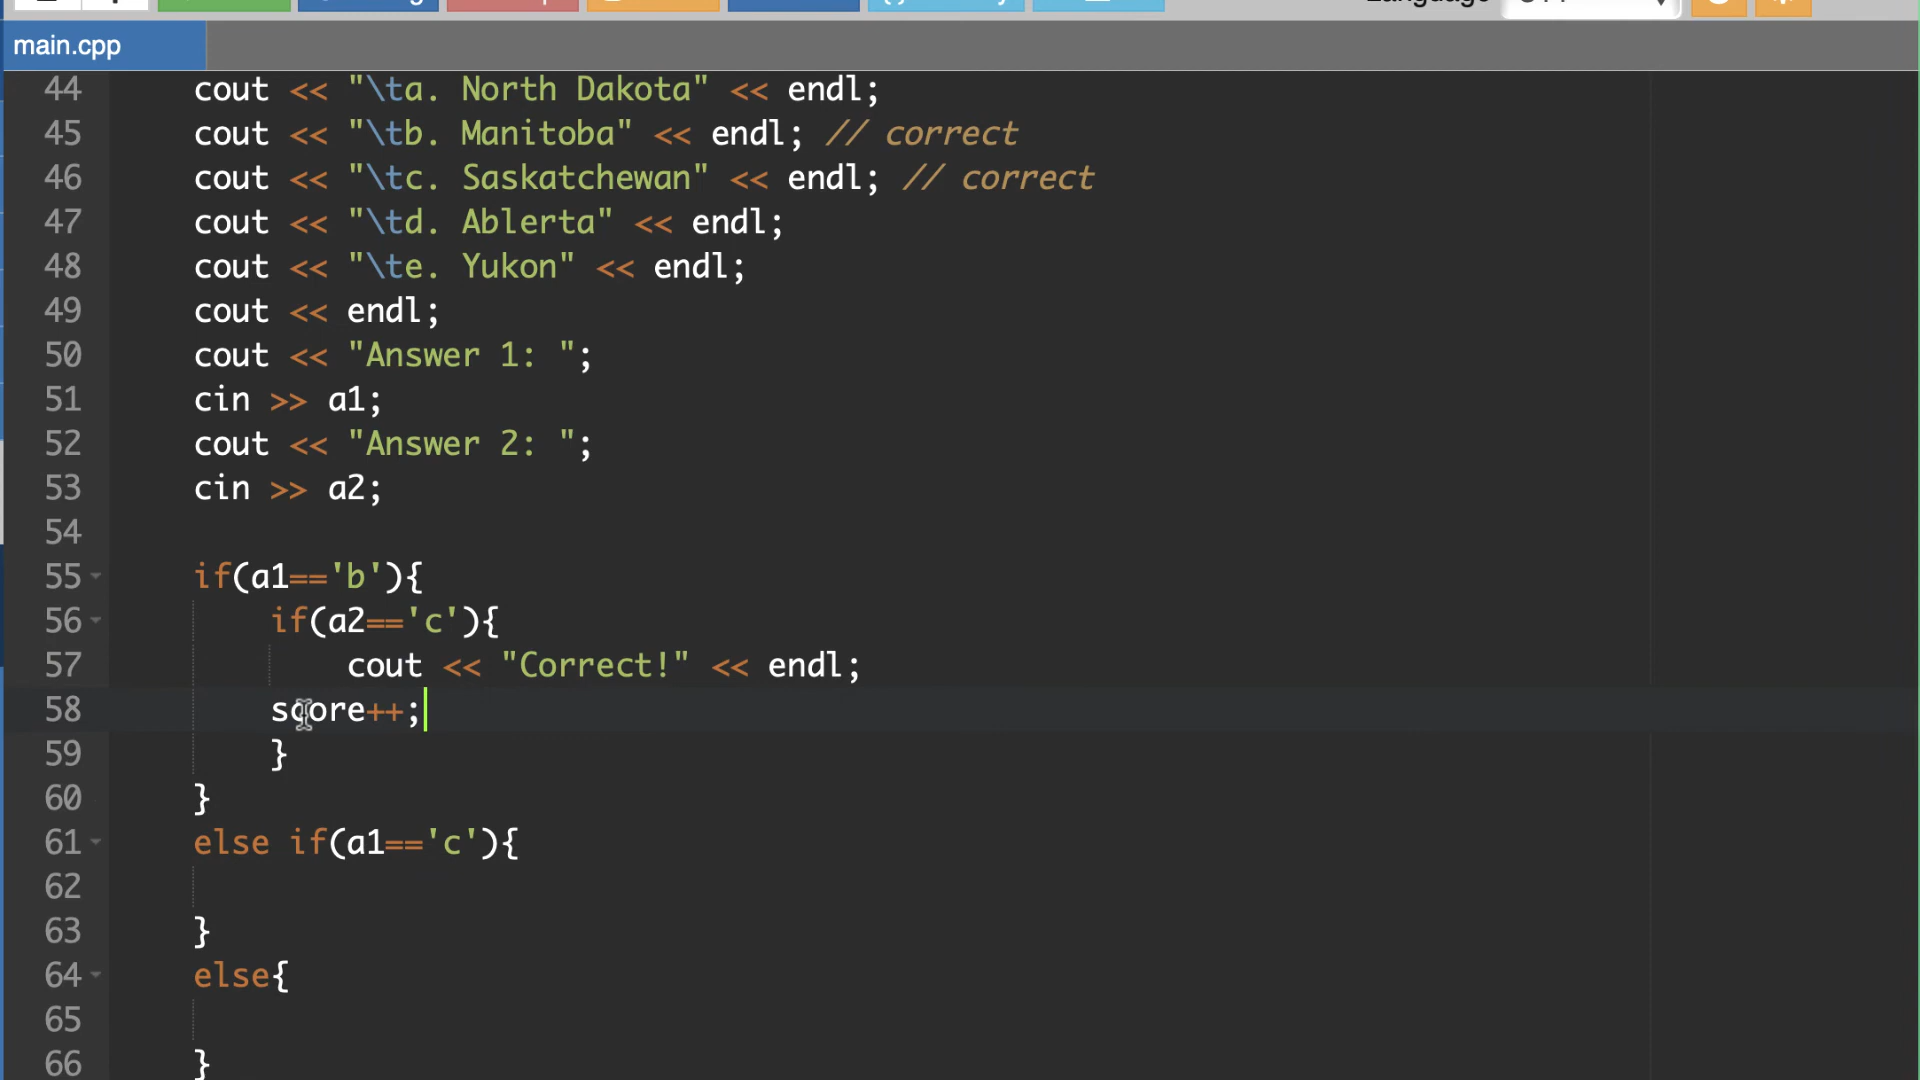 main.cpp
44 cout << "\ta. North Dakota" << endl;
45 cout << "\tb. Manitoba" << endl; // correct
46 cout << "\tc. Saskatchewan" << endl; // correct
47 cout << "\td. Ablerta" << endl;
48 cout << "\te. Yukon" << endl;
49 cout << endl;
50 cout << "Answer 1: ";
51 cin >> a1;
52 cout << "Answer 2: ";
53 cin >> a2;
54
55 if(a1=='b'){
56 if(a2=='c'){
57 cout << "Correct!" << endl;
58 score++;
59 }
60 }
61 else if(a1=='c'){
62
63 }
64 else{
65
66 }